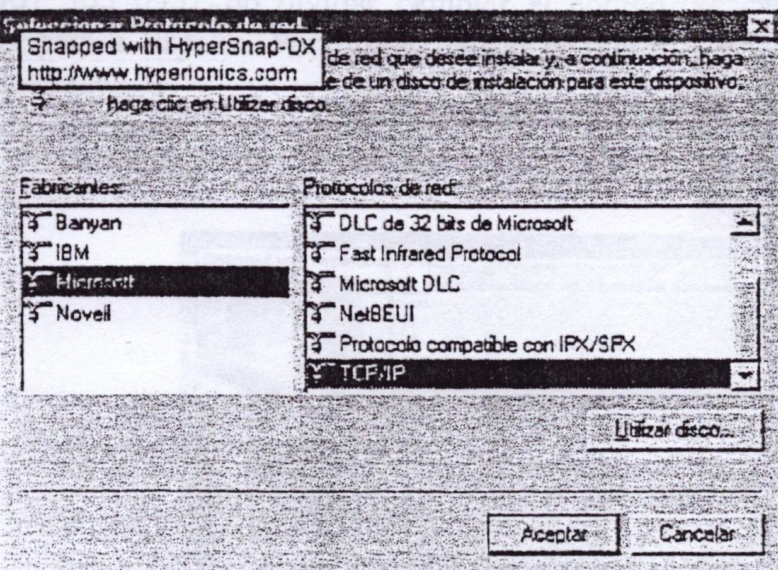 Seleccionar Protocolo de red
Snapped with HyperSnap-DX
http://www.hyperionics.com
de red que desee instalar y, a continuación, haga
e de un disco de instalación para este dispositivo,
haga clic en Utilizar disco.
Fabricantes:
Banyan
IBM
Microsoft
Novell
Protocolos de red:
DLC de 32 bits de Microsoft
Fast Infrared Protocol
Microsoft DLC
NetBEUI
Protocolo compatible con IPX/SPX
TCP/IP
Utilizar disco...
Aceptar
Cancelar